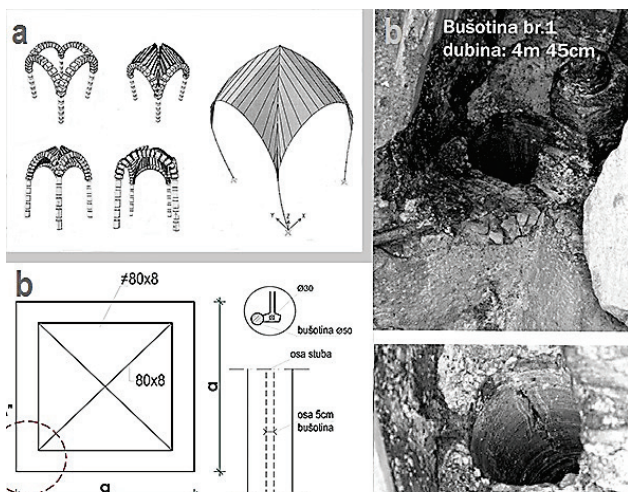 a
Y Z X
b
≠80x8
80x8
a
a
Ø30
bušotina Ø50
osa stuba
osa 5cm
bušotina
b
Bušotina br.1
dubina: 4m 45cm